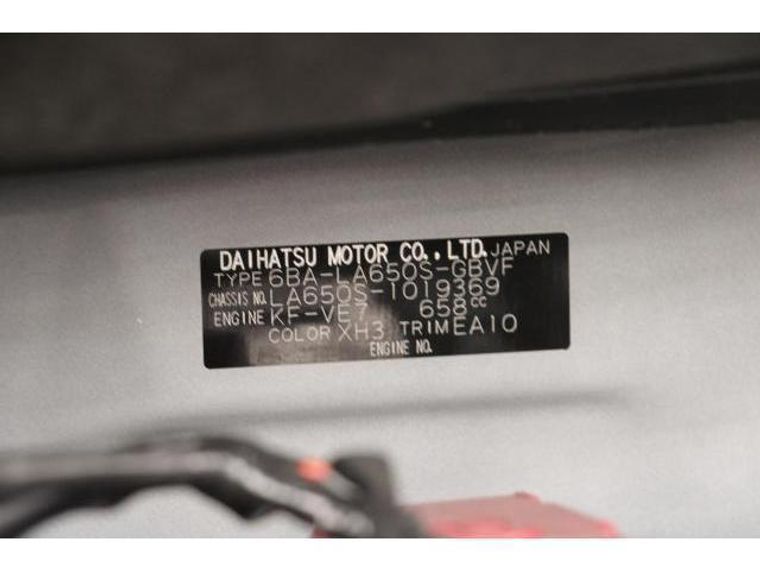 DAIHATSU MOTOR CO., LTD. JAPAN
TYPE 6BA-LA650S-GBVF
CHASSIS NO. LA650S-1019369
ENGINE KF-VE7 658cc
COLOR XH3 TRIM EA10
ENGINE NO.